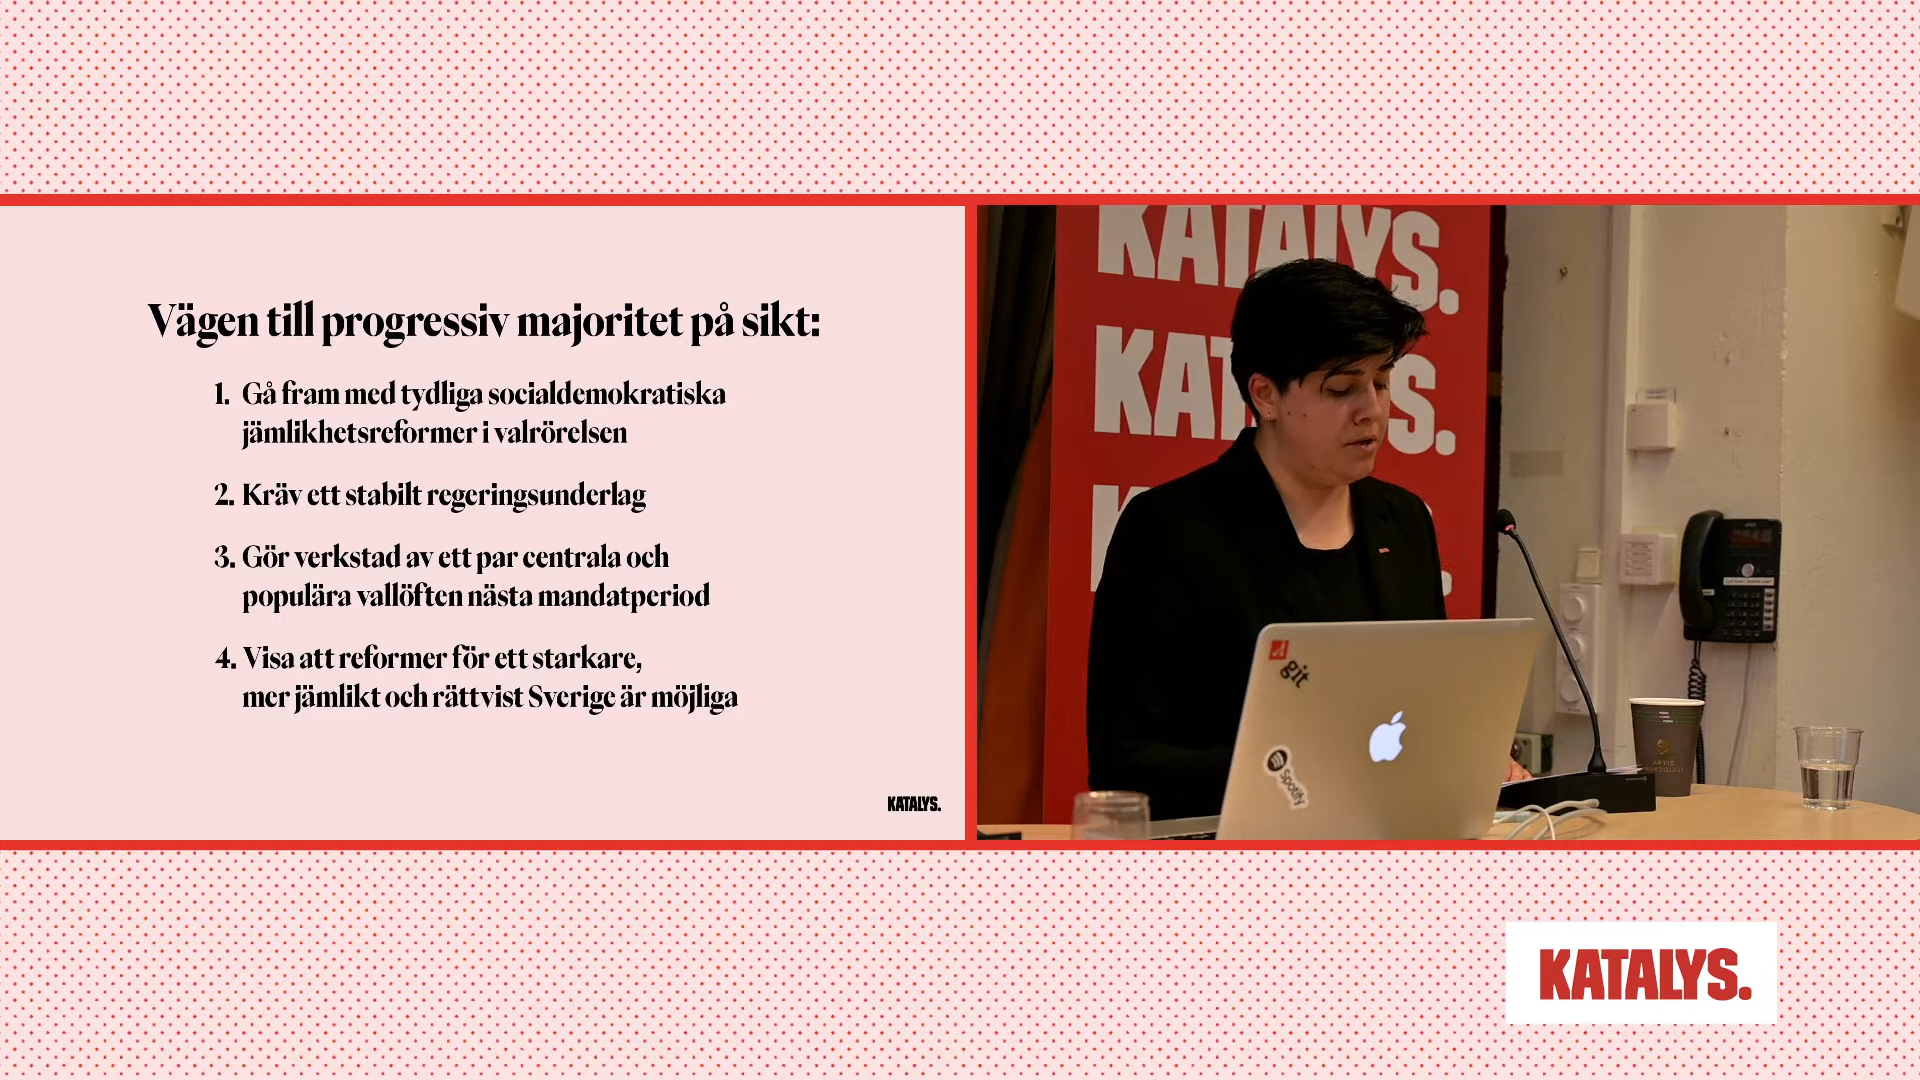 Vägen till progressiv majoritet på sikt:
1. Gå fram med tydliga socialdemokratiska
jämlikhetsreformer i valrörelsen
2. Kräv ett stabilt regeringsunderlag
3. Gör verkstad av ett par centrala och
populära vallöften nästa mandatperiod
4. Visa att reformer för ett starkare,
mer jämlikt och rättvist Sverige är möjliga
KATALYS.
KATALYS.
KAT S.
K
git
Spotify
KATALYS.